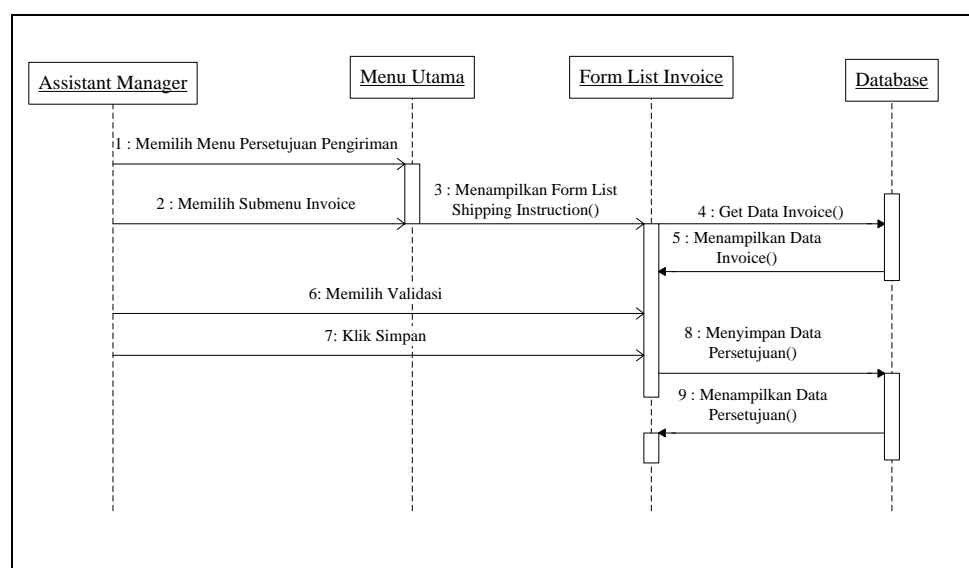 Assistant Manager
Menu Utama
Form List Invoice
Database
1 : Memilih Menu Persetujuan Pengiriman
2 : Memilih Submenu Invoice
3 : Menampilkan Form List
Shipping Instruction()
4 : Get Data Invoice()
5 : Menampilkan Data
Invoice()
6: Memilih Validasi
7: Klik Simpan
8 : Menyimpan Data
Persetujuan()
9 : Menampilkan Data
Persetujuan()